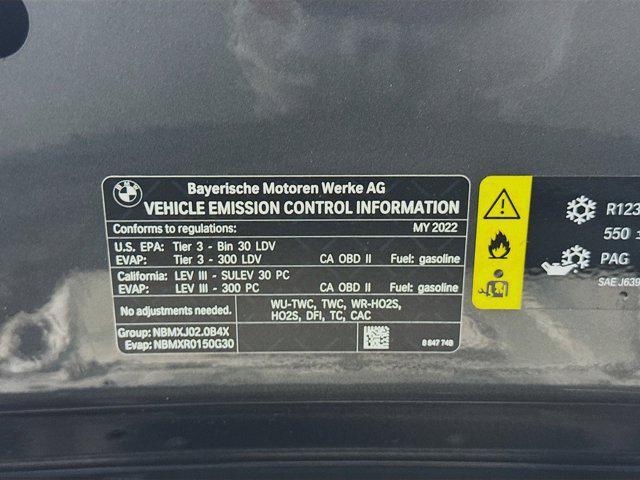 BMW
Bayerische Motoren Werke AG
VEHICLE EMISSION CONTROL INFORMATION
Conforms to regulations: MY 2022
U.S. EPA: Tier 3 - Bin 30 LDV
EVAP: Tier 3 - 300 LDV CA OBD II Fuel: gasoline
California: LEV III - SULEV 30 PC
EVAP: LEV III - 300 PC CA OBD II Fuel: gasoline
No adjustments needed. WU-TWC, TWC, WR-HO2S,
HO2S, DFI, TC, CAC
Group: NBMXJ02.0B4X
Evap: NBMXR0150G30
8 847 748
R123
550
PAG
SAE J639